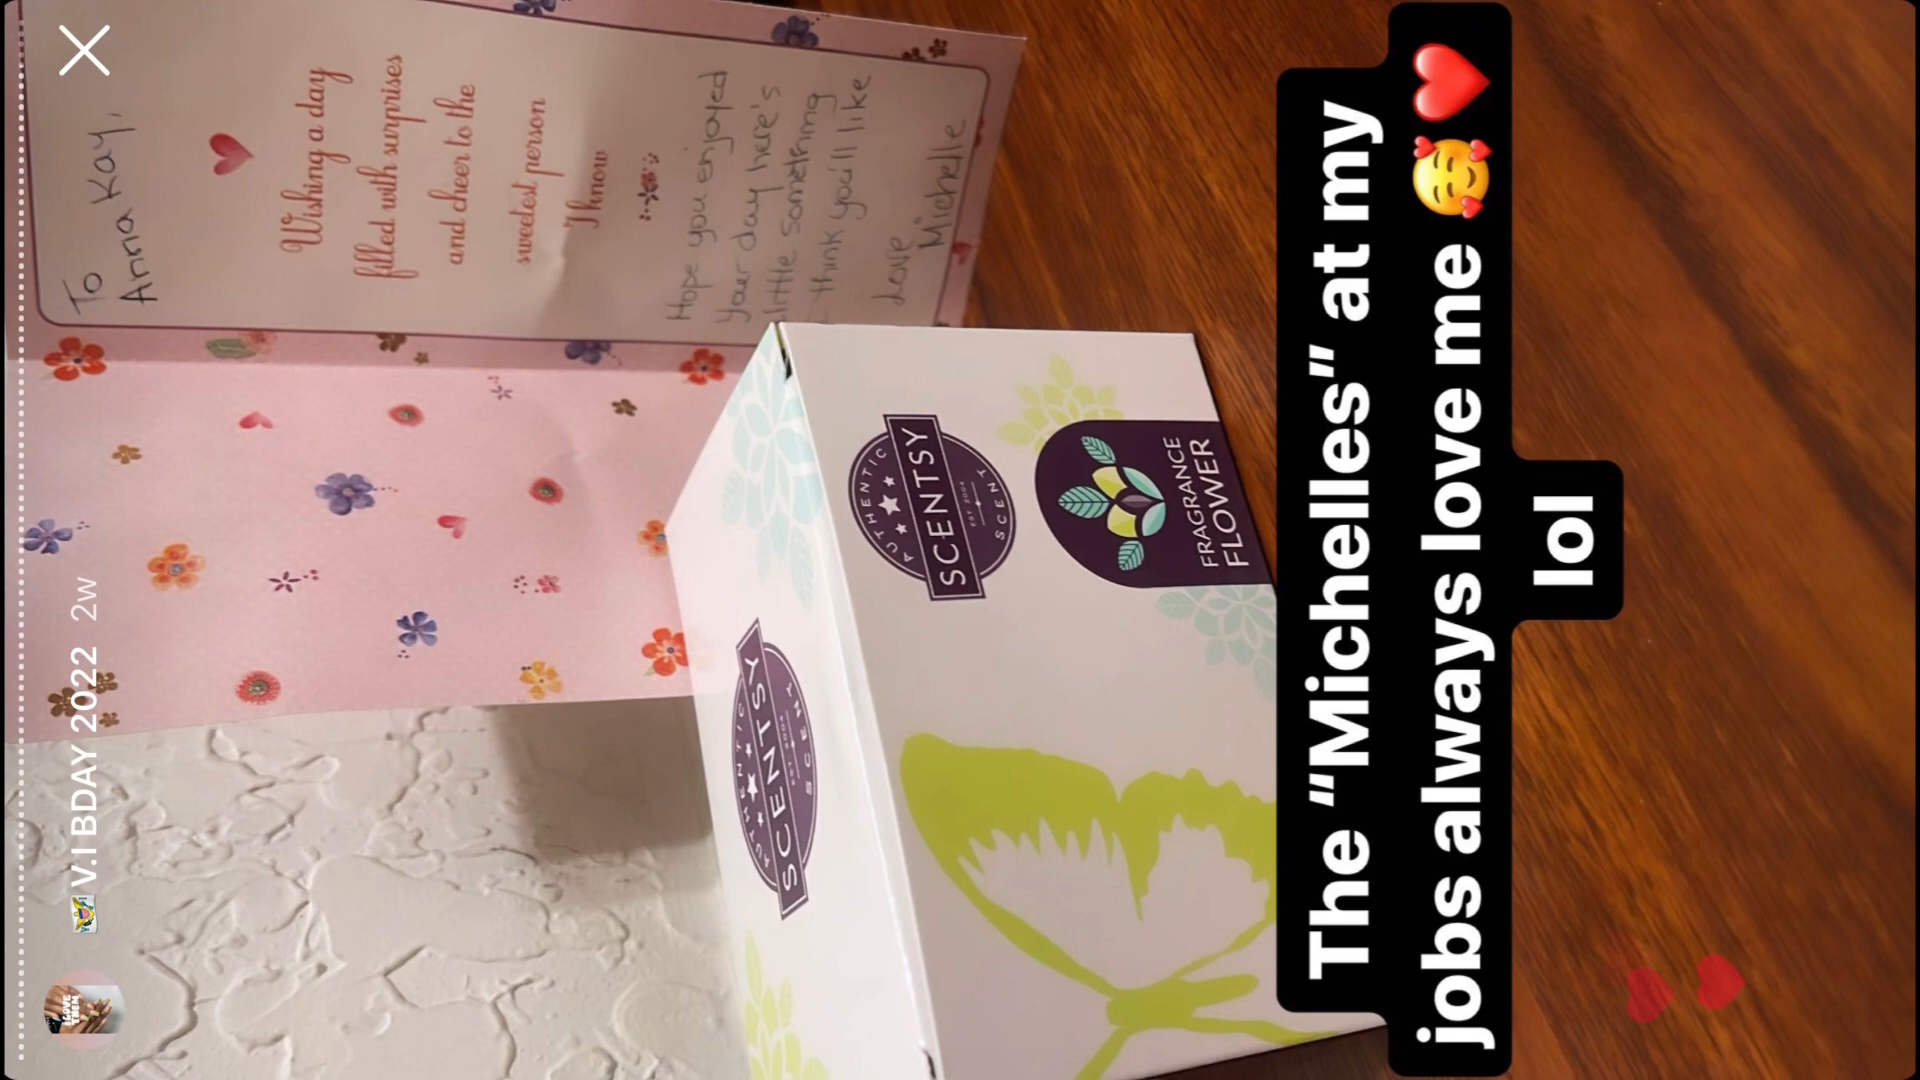 V.I BDAY 2022 2w
To
Anna Kay,
Wishing a day
filled with surprises
and cheer to the
sweetest person
I know
Hope you enjoyed
your day here's
a little something
I think you'll like
Love
Michelle
AUTHENTIC
SCENTSY
EST 2004
SCENT
AUTHENTIC
SCENTSY
EST 2004
SCENT
FRAGRANCE
FLOWER
The “Michelles” at my
jobs always love me 🥰❤️
lol